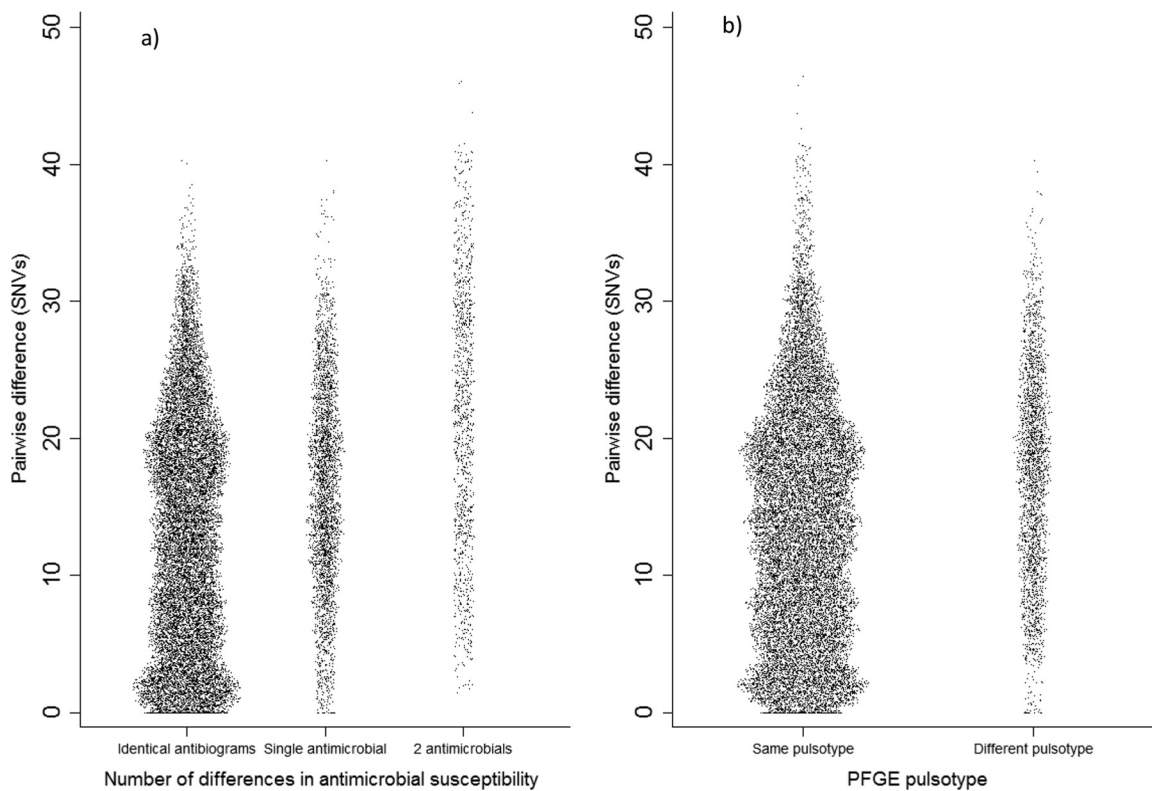 a)
Pairwise difference (SNVs)
50
40
30
20
10
0
Identical antibiograms Single antimicrobial 2 antimicrobials
Number of differences in antimicrobial susceptibility
b)
Pairwise difference (SNVs)
50
40
30
20
10
0
Same pulsotype Different pulsotype
PFGE pulsotype